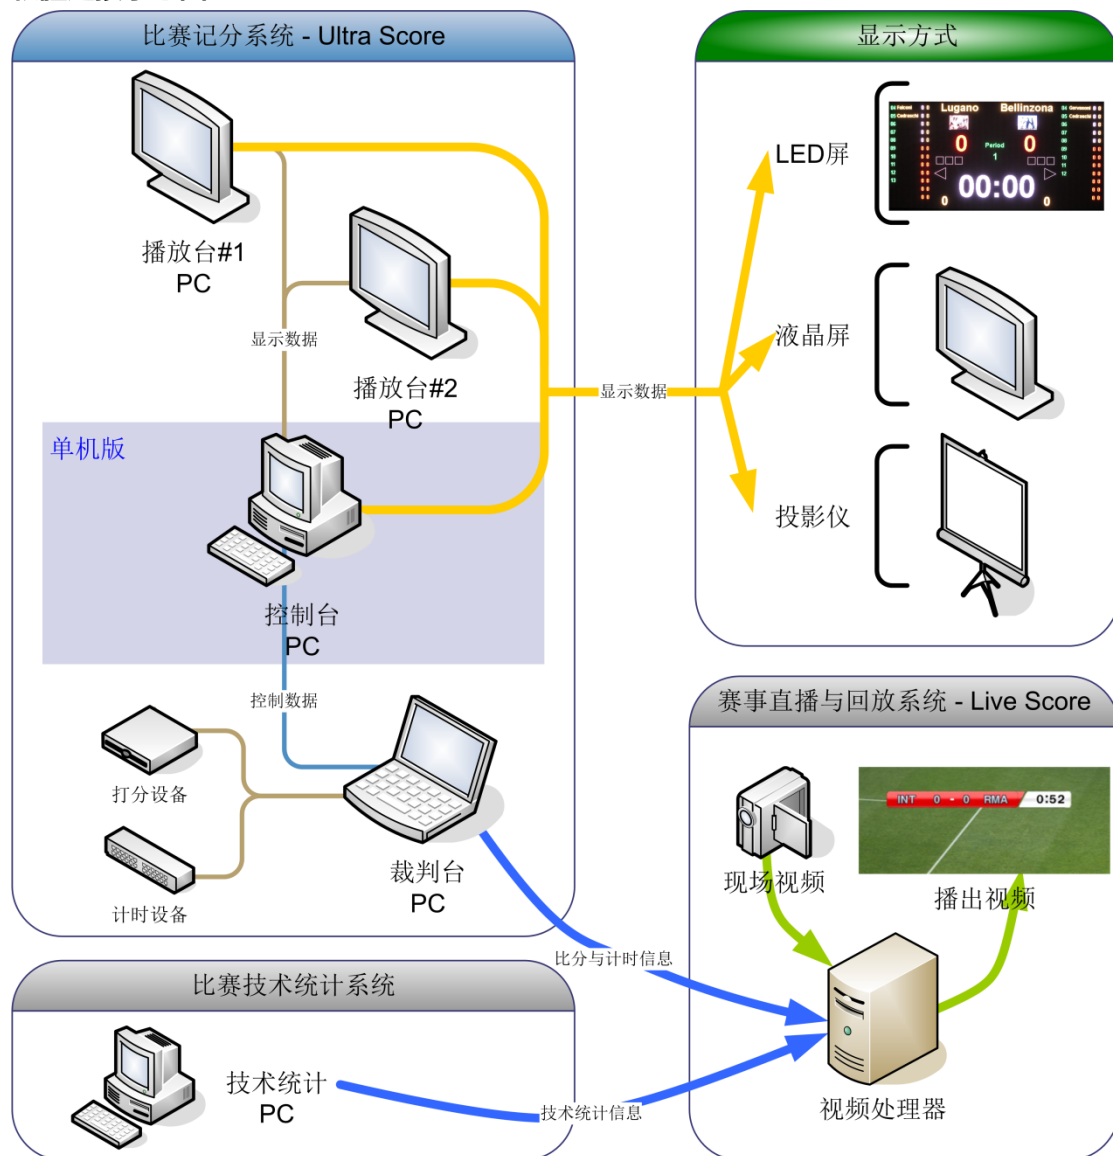 比赛记分系统 - Ultra Score
显示方式
播放台#1
PC
播放台#2
PC
显示数据
单机版
控制台
PC
控制数据
打分设备
计时设备
裁判台
PC
显示数据
LED屏
Lugano
Bellinzona
0
0
Period
1
00:00
0
0
液晶屏
投影仪
赛事直播与回放系统 - Live Score
现场视频
INT 0 - 0 RMA 0:52
播出视频
视频处理器
比分与计时信息
比赛技术统计系统
技术统计
PC
技术统计信息